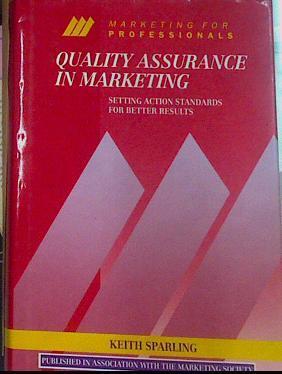 MARKETING FOR
PROFESSIONALS
QUALITY ASSURANCE
IN MARKETING
SETTING ACTION STANDARDS
FOR BETTER RESULTS
KEITH SPARLING
PUBLISHED IN ASSOCIATION WITH THE MARKETING SOCIETY